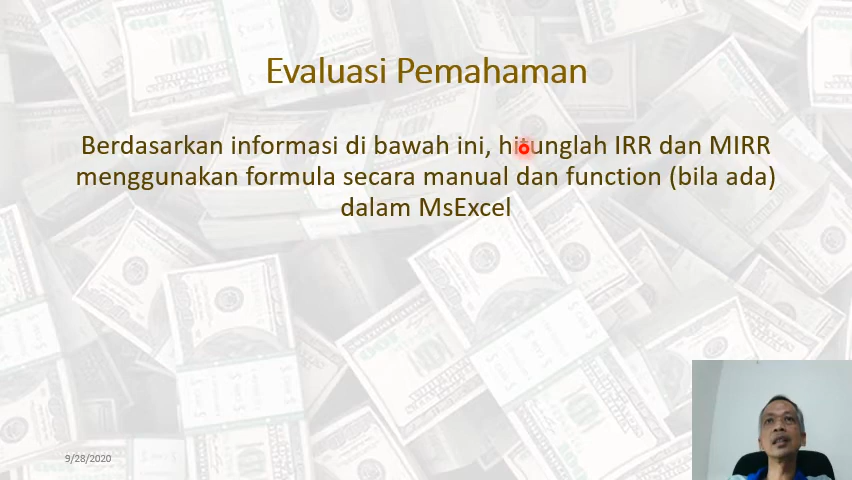 Evaluasi Pemahaman
Berdasarkan informasi di bawah ini, hitunglah IRR dan MIRR
menggunakan formula secara manual dan function (bila ada)
dalam MsExcel
9/28/2020